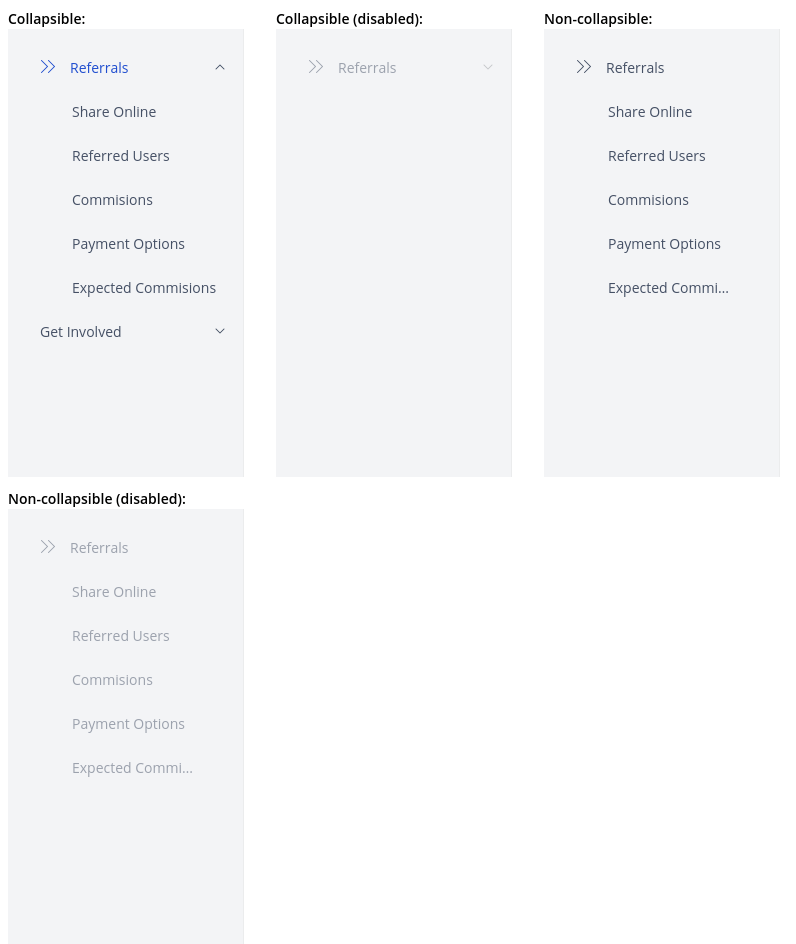 Collapsible:
Referrals
Share Online
Referred Users
Commisions
Payment Options
Expected Commisions
Get Involved
Collapsible (disabled):
Referrals
Non-collapsible:
Referrals
Share Online
Referred Users
Commisions
Payment Options
Expected Commi...
Non-collapsible (disabled):
Referrals
Share Online
Referred Users
Commisions
Payment Options
Expected Commi...